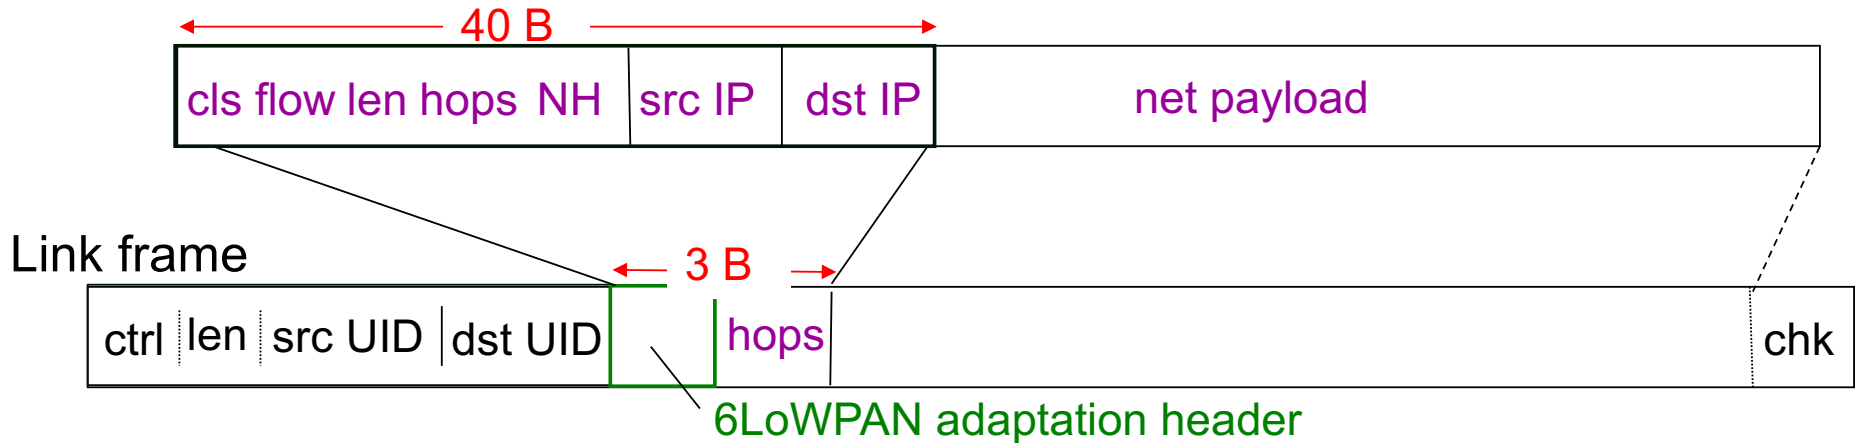 40 B
cls flow len hops NH src IP dst IP net payload
Link frame
3 B
ctrl len src UID dst UID hops chk
6LoWPAN adaptation header